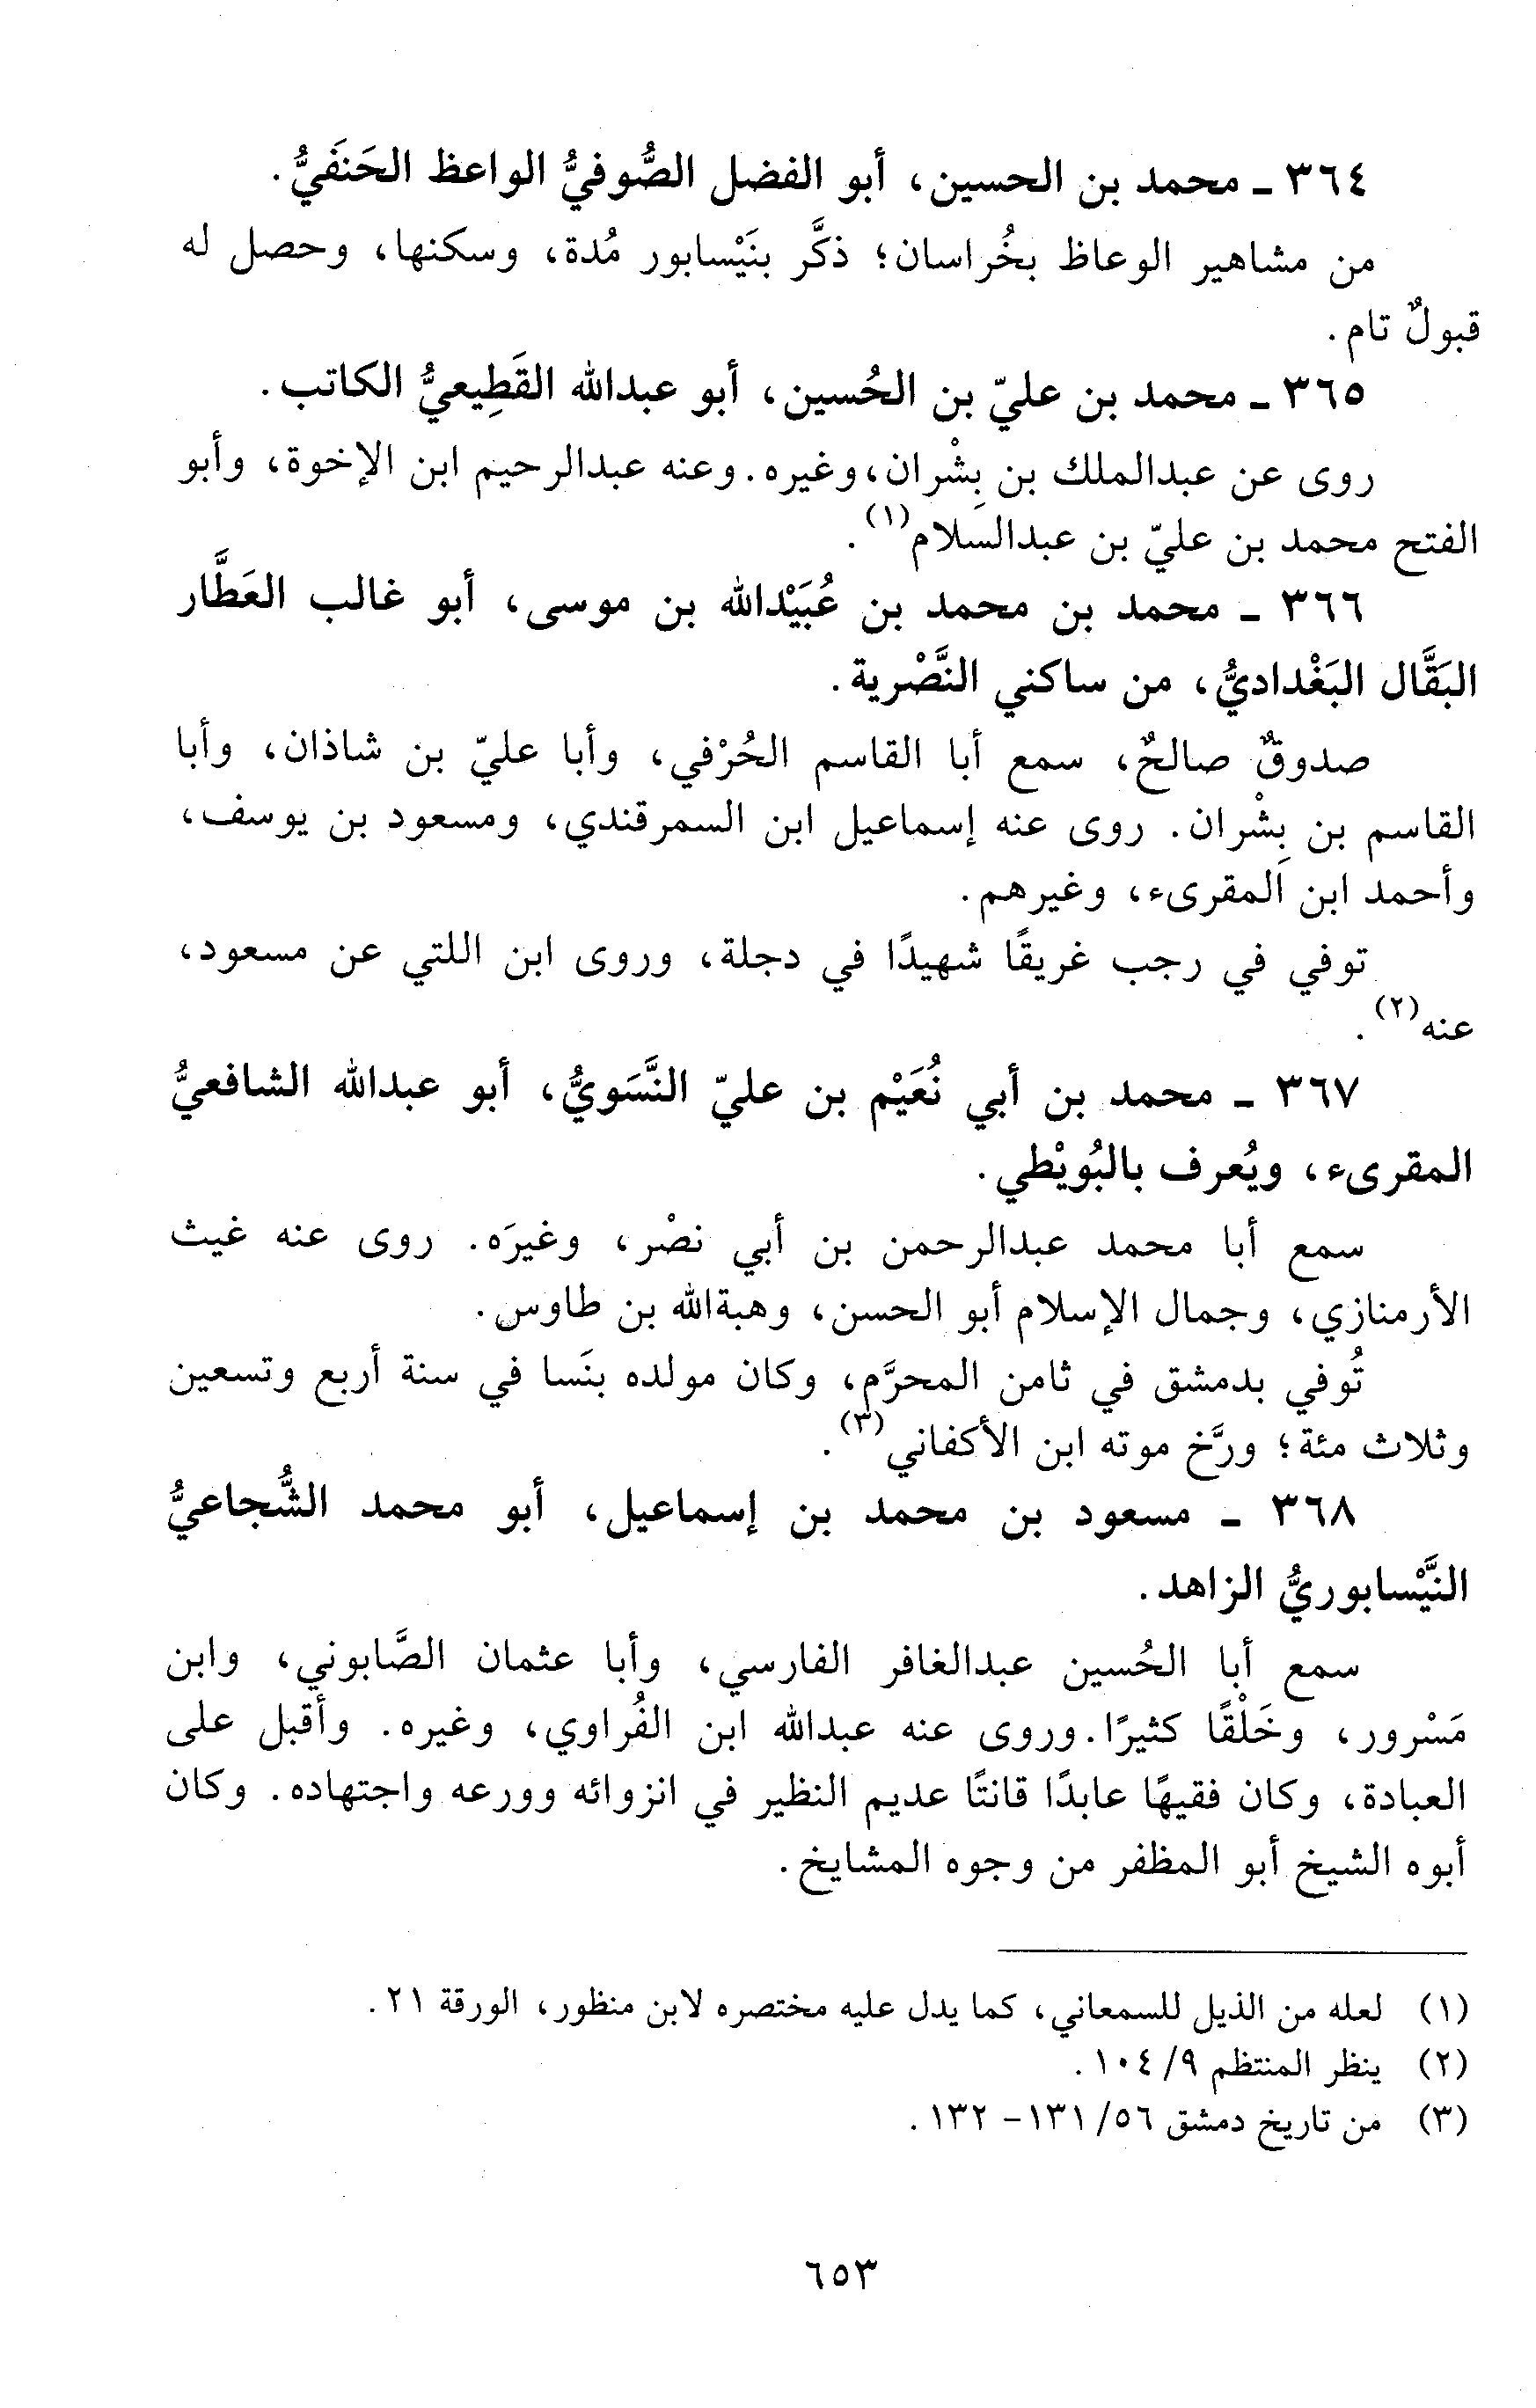 ٣٦٤ ـ محمد بن الحسين، أبو الفضل الصُّوفيُّ الواعظ الحَنَفيُّ.
من مشاهير الوعاظ بخُراسان؛ ذكَّر بنَيْسابور مُدة، وسكنها، وحصل له
قبولٌ تام.
٣٦٥ ـ محمد بن عليّ بن الحُسين، أبو عبدالله القَطِيعيُّ الكاتب.
روى عن عبدالملك بن بِشْران، وغيره. وعنه عبدالرحيم ابن الإخوة، وأبو
الفتح محمد بن عليّ بن عبدالسلام(١).
٣٦٦ ـ محمد بن محمد بن عُبَيْدالله بن موسى، أبو غالب العَطَّار
البَقَّال البَغْداديُّ، من ساكني النَّصْرية.
صدوقٌ صالحٌ، سمع أبا القاسم الحُرْفي، وأبا عليّ بن شاذان، وأبا
القاسم بن بِشْران. روى عنه إسماعيل ابن السمرقندي، ومسعود بن يوسف،
وأحمد ابن المقرىء، وغيرهم.
توفي في رجب غريقًا شهيدًا في دجلة، وروى ابن اللتي عن مسعود،
عنه(٢).
٣٦٧ ـ محمد بن أبي نُعَيْم بن عليّ النَّسَويُّ، أبو عبدالله الشافعيُّ
المقرىء، ويُعرف بالبُويْطي.
سمع أبا محمد عبدالرحمن بن أبي نصْر، وغيرَه. روى عنه غيث
الأرمنازي، وجمال الإسلام أبو الحسن، وهبةالله بن طاوس.
تُوفي بدمشق في ثامن المحرَّم، وكان مولده بنَسا في سنة أربع وتسعين
وثلاث مئة؛ ورَّخ موته ابن الأكفاني(٣).
٣٦٨ ـ مسعود بن محمد بن إسماعيل، أبو محمد الشُّجاعيُّ
النَّيْسابوريُّ الزاهد.
سمع أبا الحُسين عبدالغافر الفارسي، وأبا عثمان الصَّابوني، وابن
مَسْرور، وخَلْقًا كثيرًا. وروى عنه عبدالله ابن الفُراوي، وغيره. وأقبل على
العبادة، وكان فقيهًا عابدًا قانتًا عديم النظير في انزوائه وورعه واجتهاده. وكان
أبوه الشيخ أبو المظفر من وجوه المشايخ.
(١) لعله من الذيل للسمعاني، كما يدل عليه مختصره لابن منظور، الورقة ٢١.
(٢) ينظر المنتظم ٩/ ١٠٤.
(٣) من تاريخ دمشق ٥٦/ ١٣١ - ١٣٢.
٦٥٣